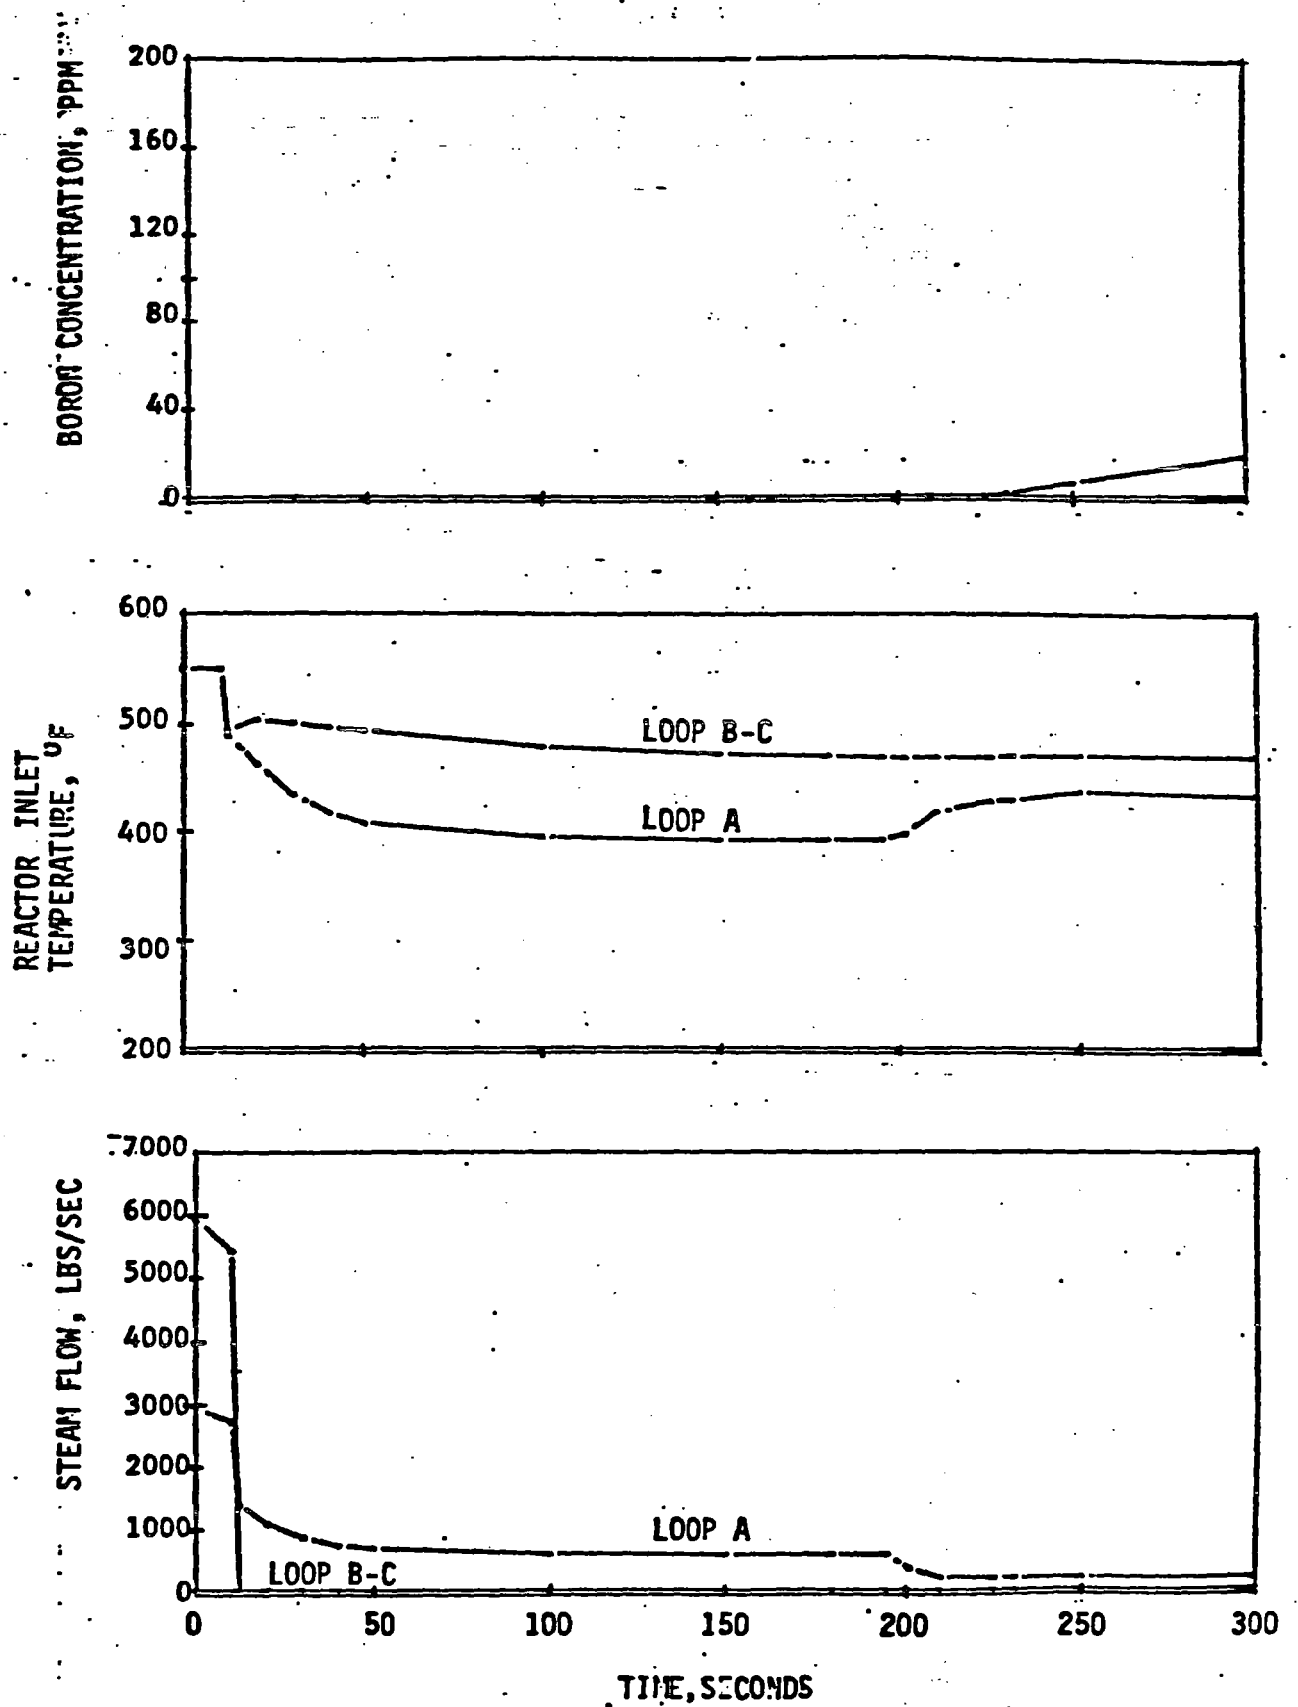 BORON CONCENTRATION, PPM
200
160
120
80
40
0
REACTOR INLET
TEMPERATURE, °F
600
500
400
300
200
LOOP B-C
LOOP A
STEAM FLOW, LBS/SEC
7000
6000
5000
4000
3000
2000
1000
0
LOOP A
LOOP B-C
0 50 100 150 200 250 300
TIME, SECONDS